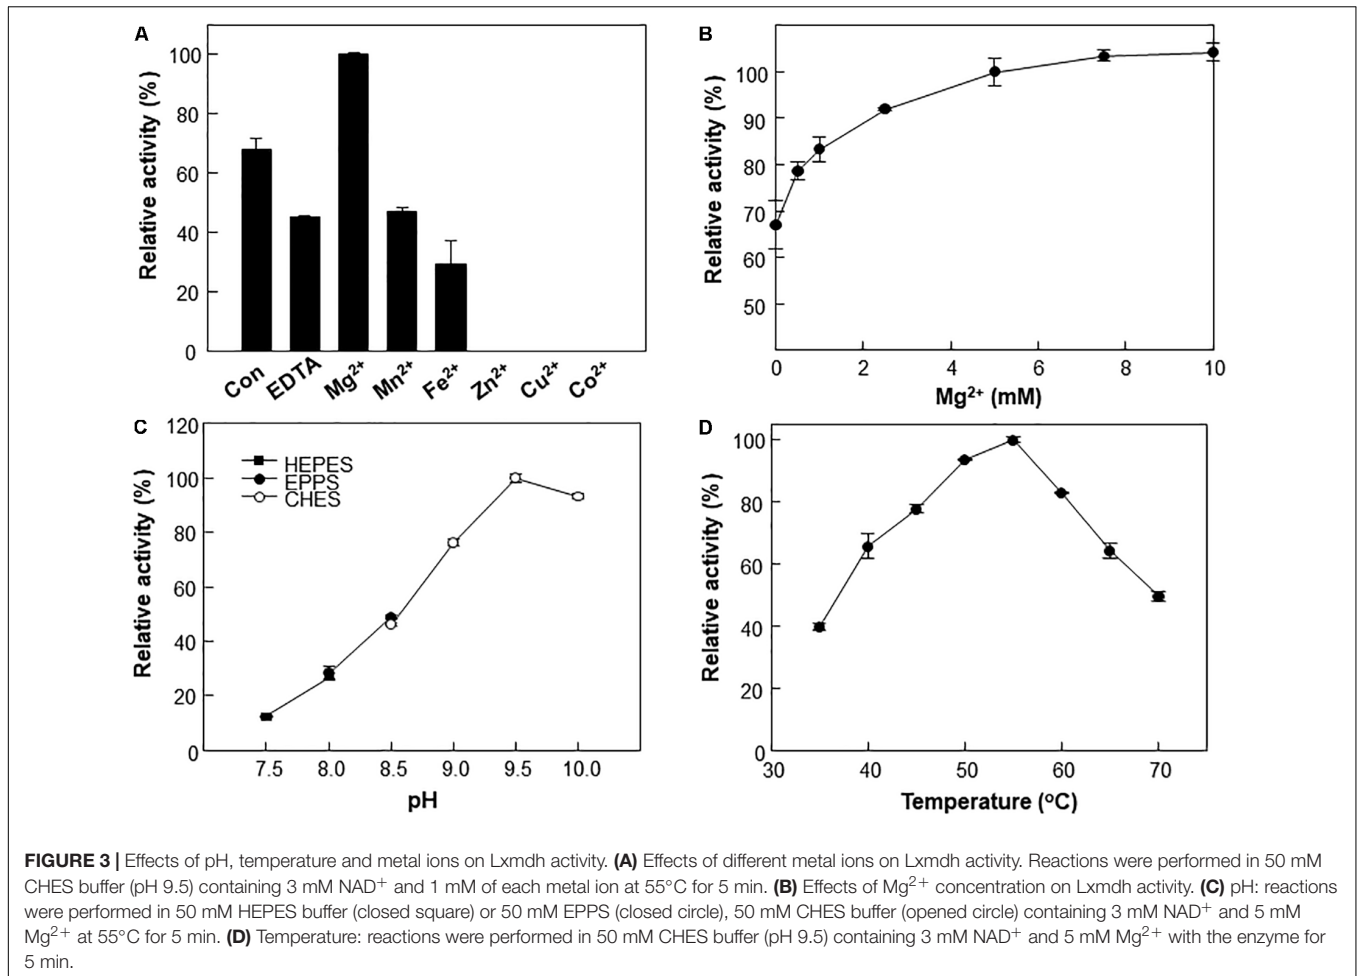 A
Relative activity (%)
100
80
60
40
20
0
Con EDTA Mg²⁺ Mn²⁺ Fe²⁺ Zn²⁺ Cu²⁺ Co²⁺
B
Relative activity (%)
100
90
80
70
60
50
0 2 4 6 8 10
Mg²⁺ (mM)
C
Relative activity (%)
120
100
80
60
40
20
0
HEPES
EPPS
CHES
7.5 8.0 8.5 9.0 9.5 10.0
pH
D
Relative activity (%)
100
80
60
40
20
0
30 40 50 60 70
Temperature (ºC)
FIGURE 3 | Effects of pH, temperature and metal ions on Lxmdh activity. (A) Effects of different metal ions on Lxmdh activity. Reactions were performed in 50 mM
CHES buffer (pH 9.5) containing 3 mM NAD⁺ and 1 mM of each metal ion at 55°C for 5 min. (B) Effects of Mg²⁺ concentration on Lxmdh activity. (C) pH: reactions
were performed in 50 mM HEPES buffer (closed square) or 50 mM EPPS (closed circle), 50 mM CHES buffer (opened circle) containing 3 mM NAD⁺ and 5 mM
Mg²⁺ at 55°C for 5 min. (D) Temperature: reactions were performed in 50 mM CHES buffer (pH 9.5) containing 3 mM NAD⁺ and 5 mM Mg²⁺ with the enzyme for
5 min.